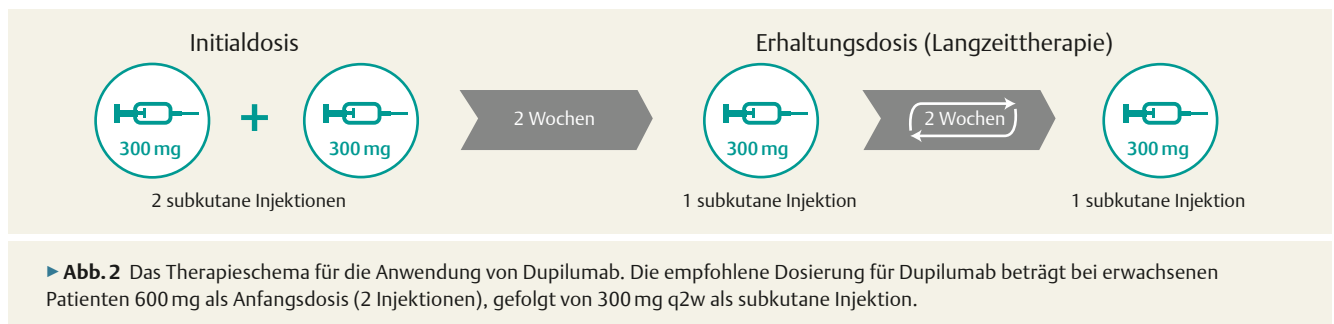 Initialdosis
Erhaltungsdosis (Langzeittherapie)
300 mg
+
300 mg
2 Wochen
300 mg
2 Wochen
300 mg
2 subkutane Injektionen
1 subkutane Injektion
1 subkutane Injektion
▶ Abb. 2 Das Therapieschema für die Anwendung von Dupilumab. Die empfohlene Dosierung für Dupilumab beträgt bei erwachsenen
Patienten 600 mg als Anfangsdosis (2 Injektionen), gefolgt von 300 mg q2w als subkutane Injektion.